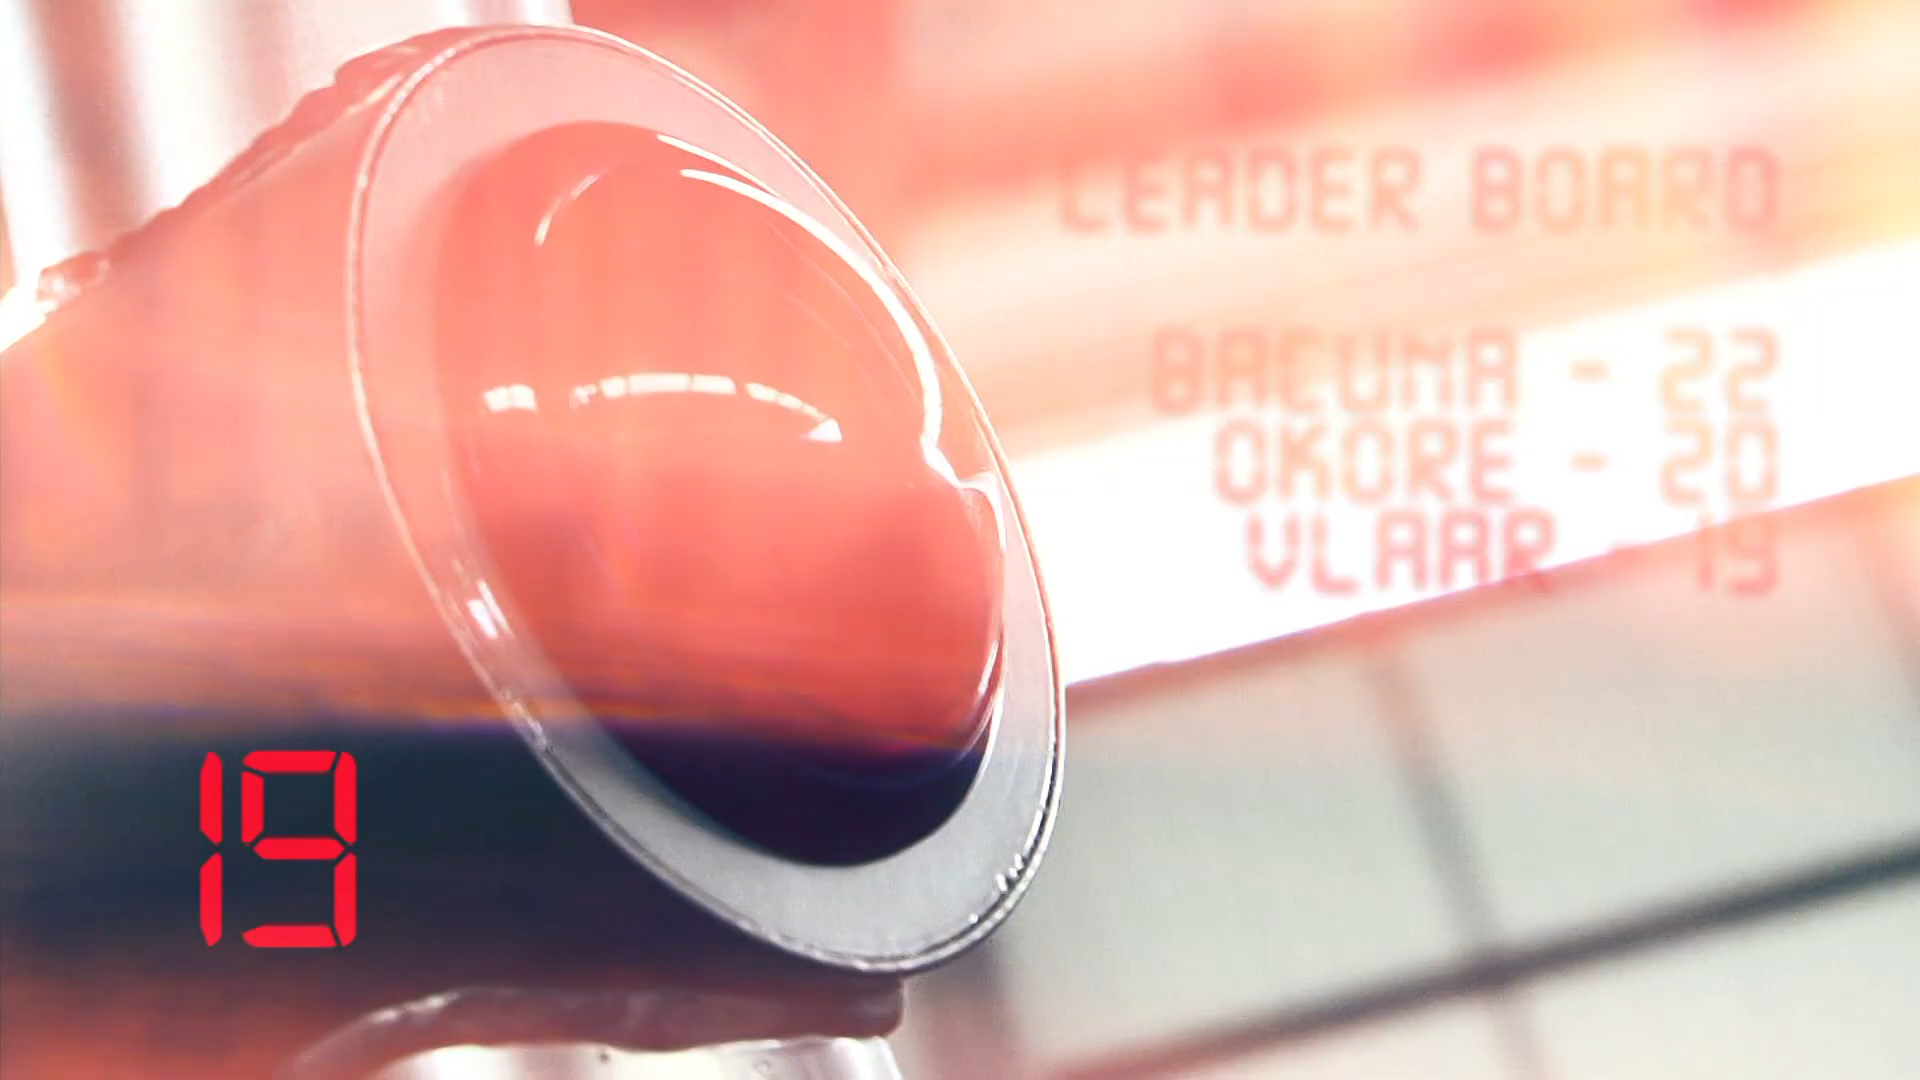 LEADER BOARD
BACUNA - 22
OKORE - 20
VLAAR - 19
19